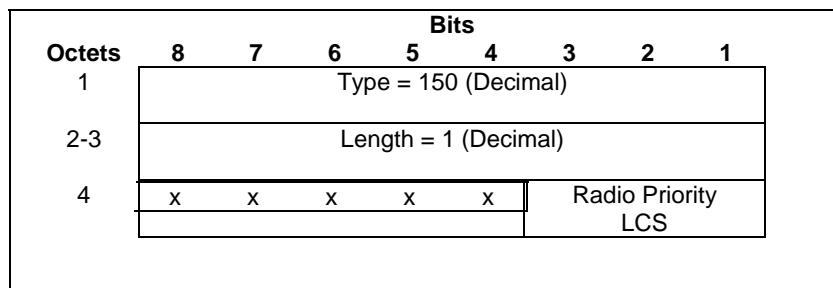 Bits
Octets 8 7 6 5 4 3 2 1
1 Type = 150 (Decimal)
2-3 Length = 1 (Decimal)
4 x x x x x Radio Priority
LCS